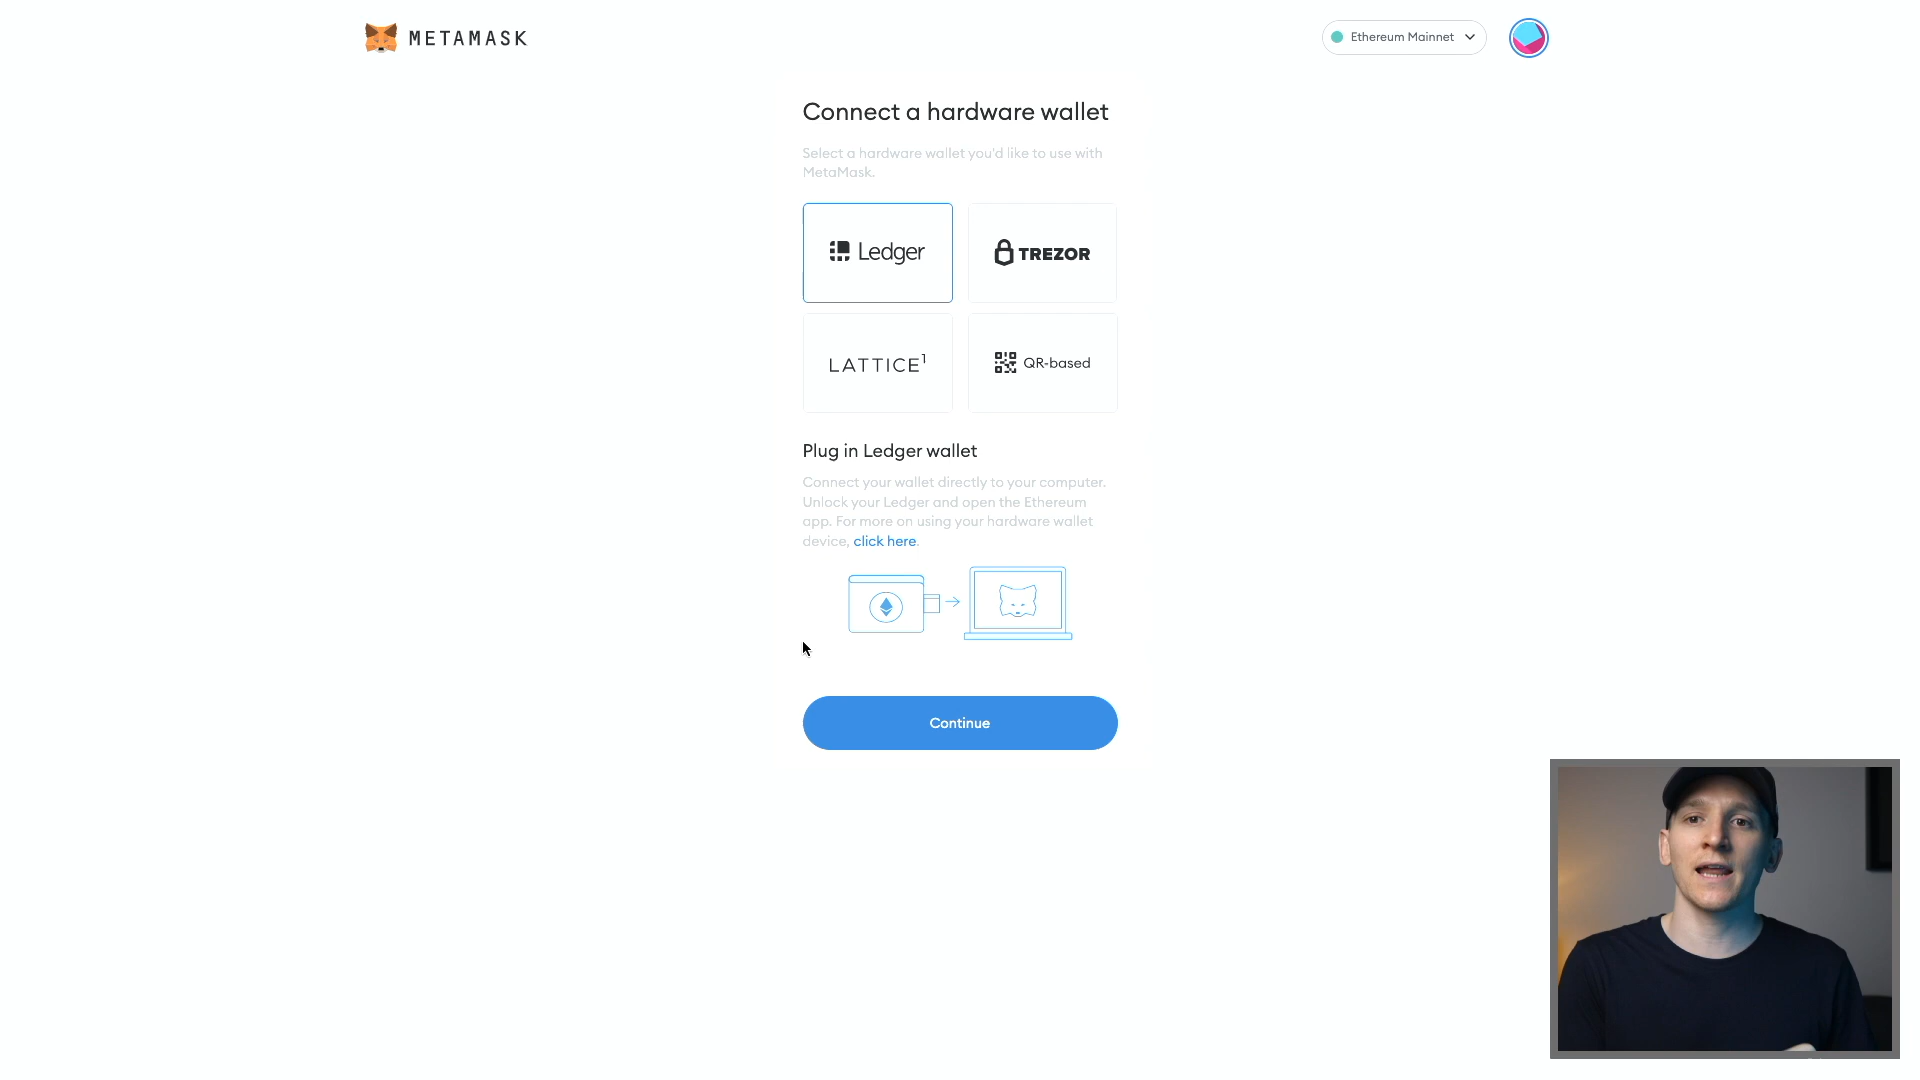 METAMASK
Ethereum Mainnet
Connect a hardware wallet
Select a hardware wallet you'd like to use with
MetaMask.
Ledger
TREZOR
LATTICE1
QR-based
Plug in Ledger wallet
Connect your wallet directly to your computer.
Unlock your Ledger and open the Ethereum
app. For more on using your hardware wallet
device, click here.
Continue